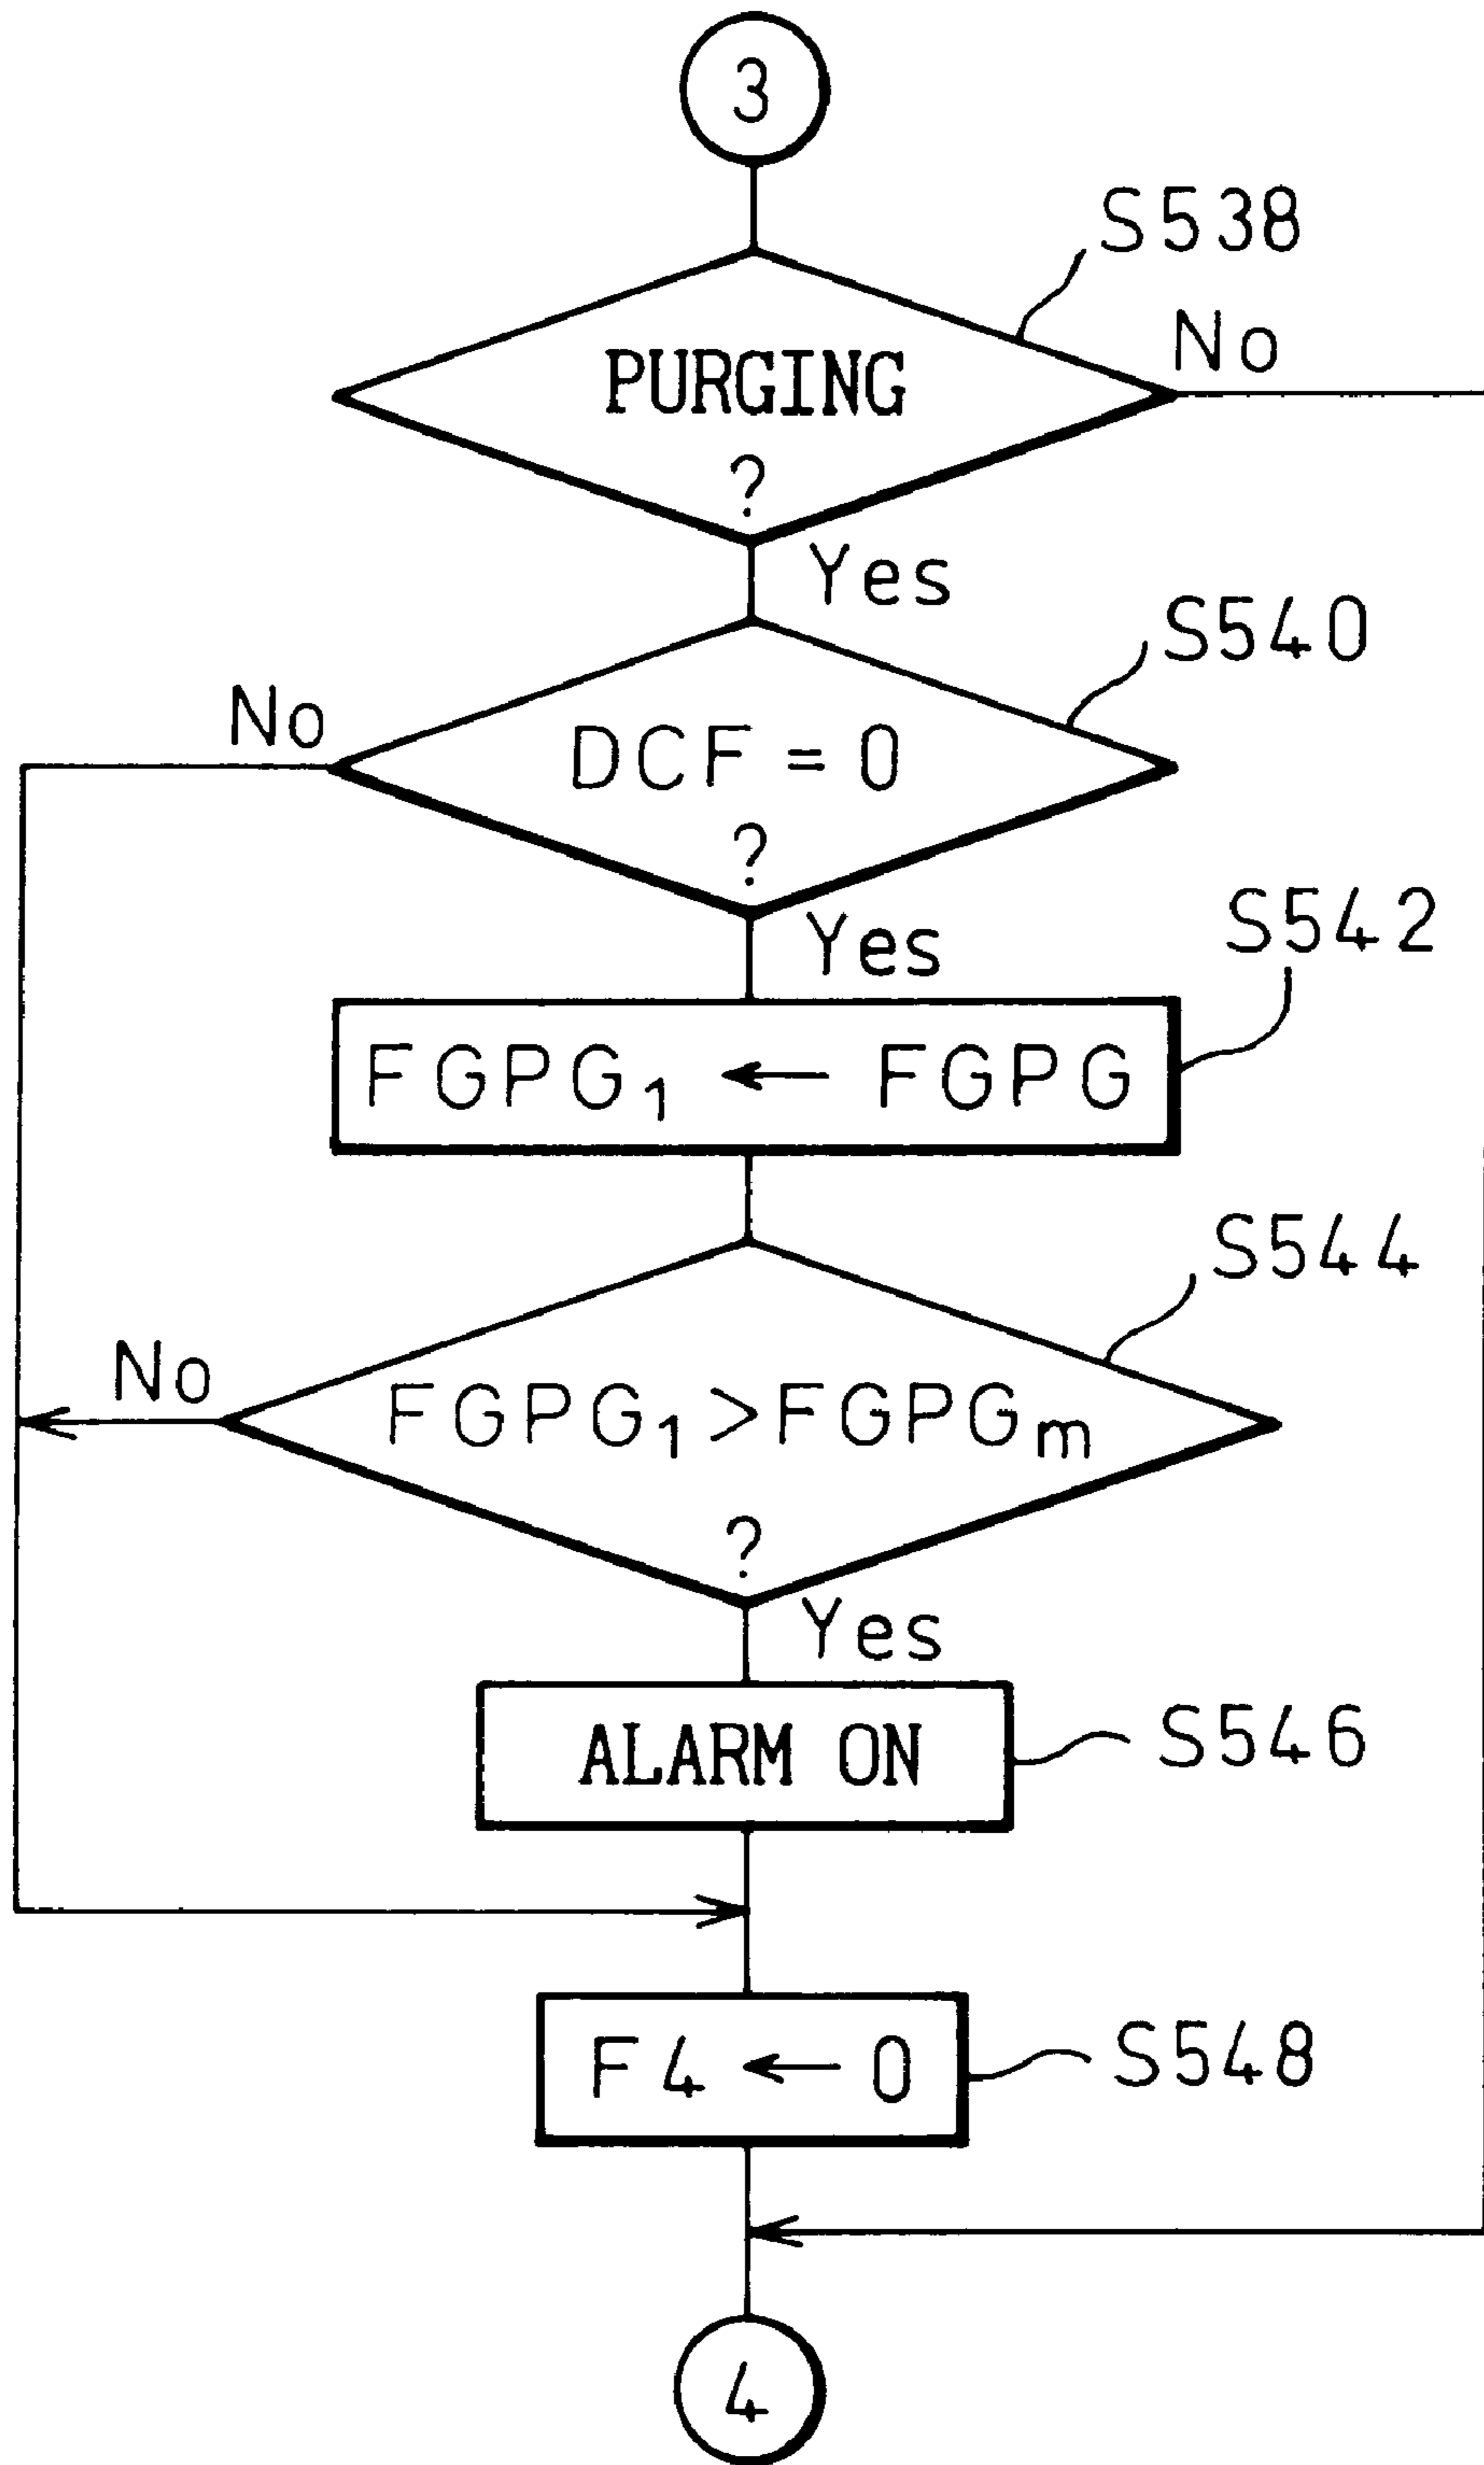 3
S538
No
PURGING
?
Yes
S540
No
DCF = 0
?
Yes
S542
FGPG₁ ← FGPG
S544
No
FGPG₁ > FGPGₘ
?
Yes
ALARM ON
S546
F4 ← 0
S548
4